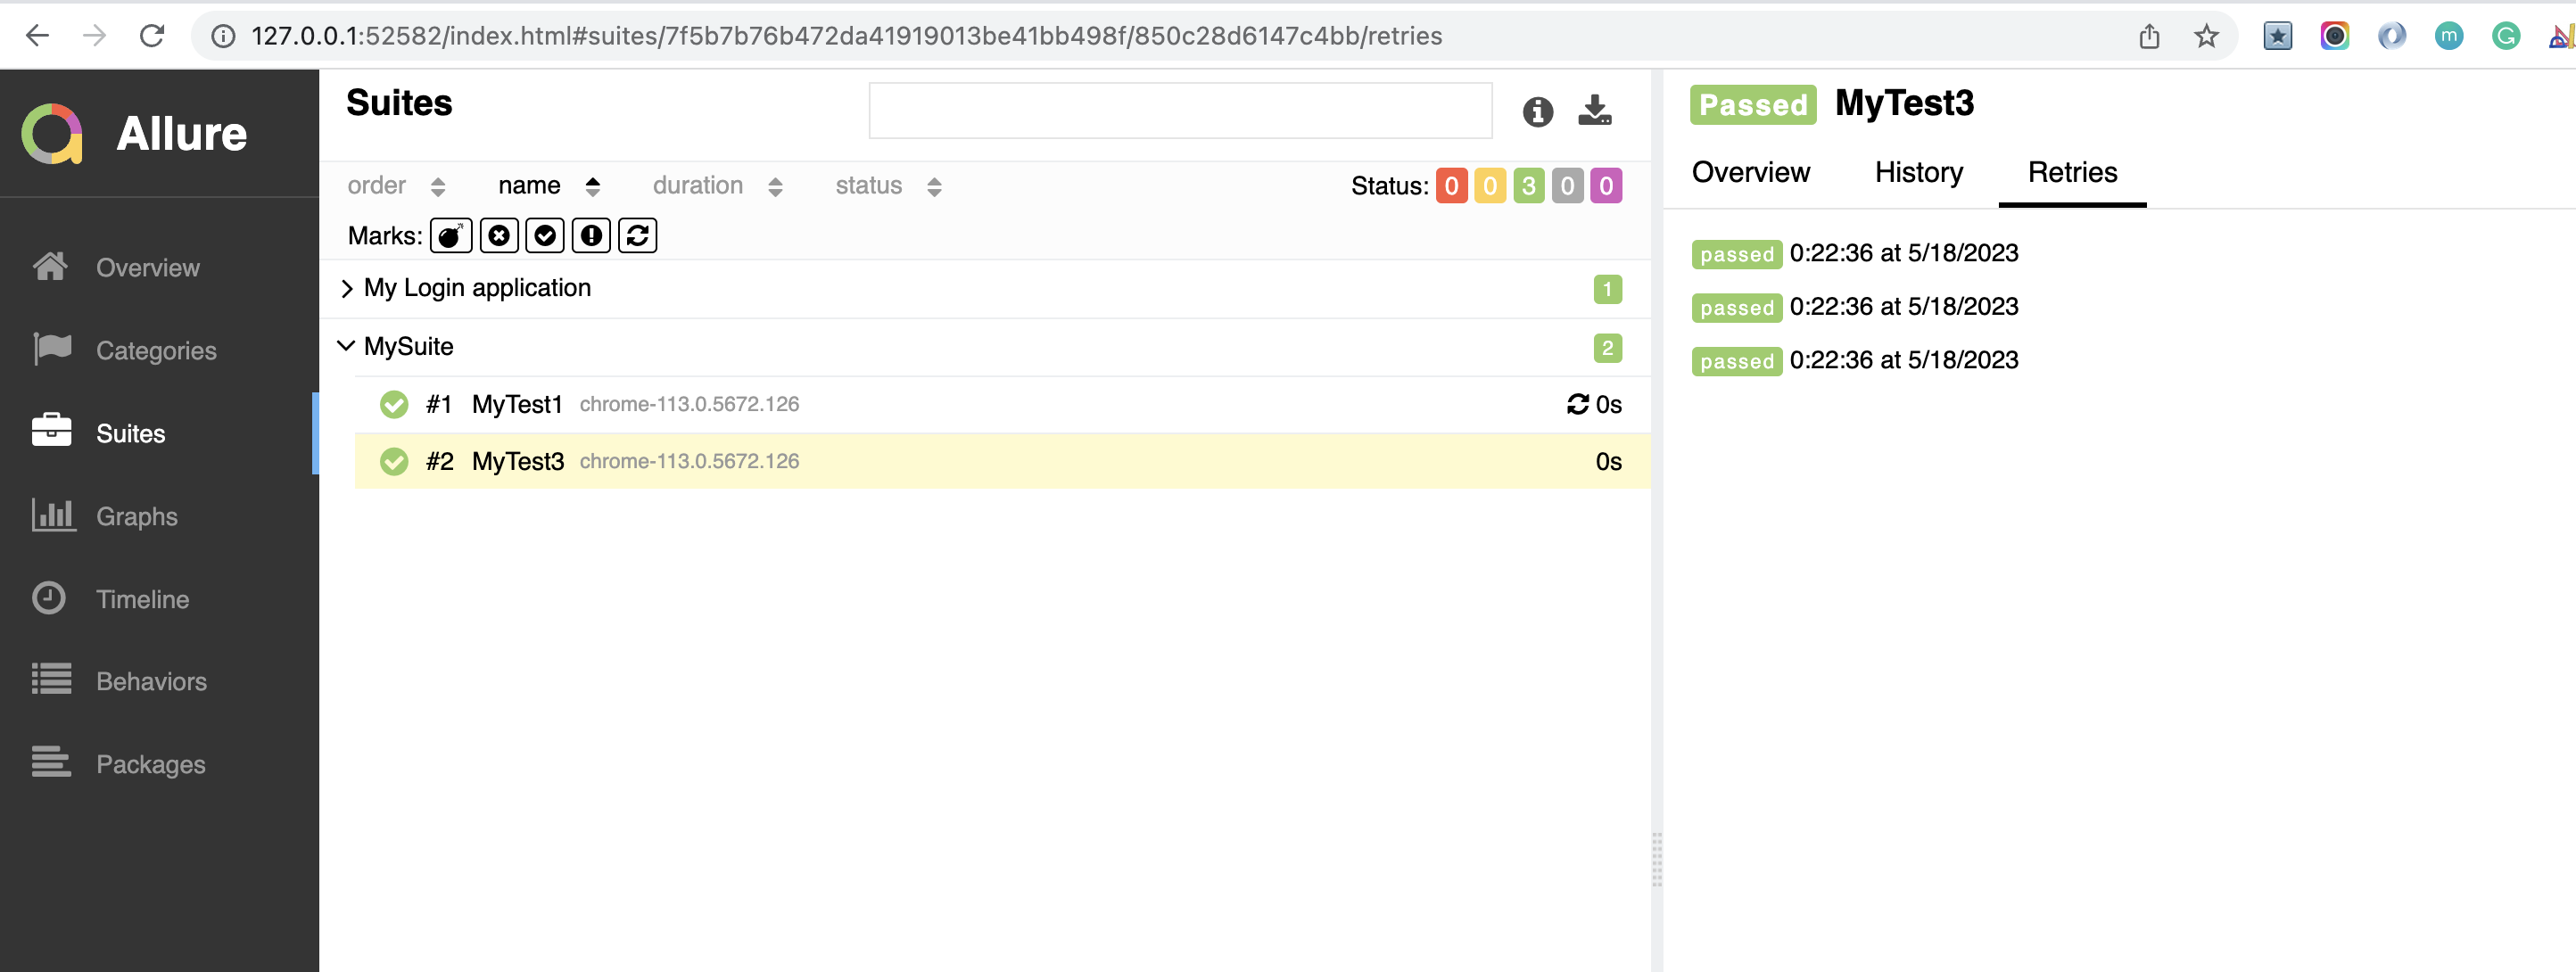 127.0.0.1:52582/index.html#suites/7f5b7b76b472da41919013be41bb498f/850c28d6147c4bb/retries
m
G
Allure
Overview
Categories
Suites
Graphs
Timeline
Behaviors
Packages
Suites
order name duration status
Status: 0 0 3 0 0
Marks:
My Login application 1
MySuite 2
#1 MyTest1 chrome-113.0.5672.126 0s
#2 MyTest3 chrome-113.0.5672.126 0s
Passed MyTest3
Overview History Retries
passed 0:22:36 at 5/18/2023
passed 0:22:36 at 5/18/2023
passed 0:22:36 at 5/18/2023